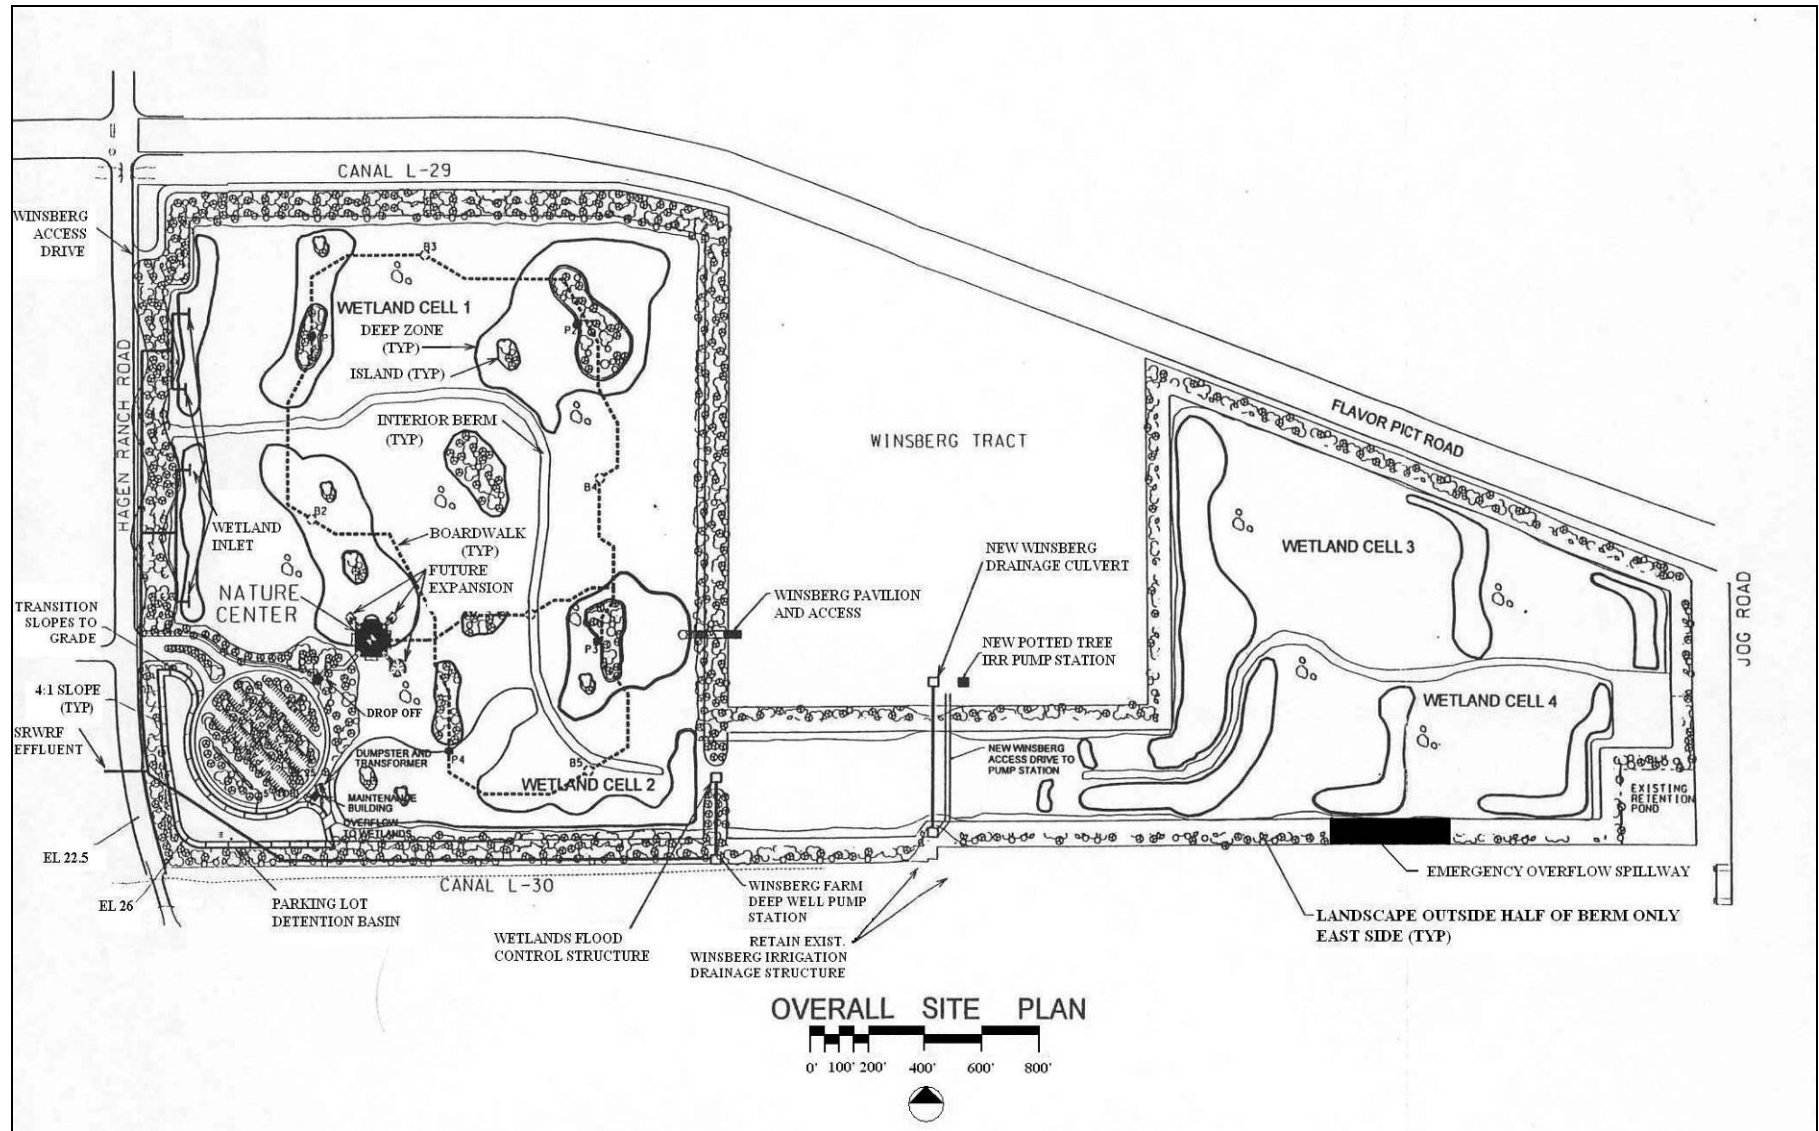 CANAL L-29
WINSBERG
ACCESS
DRIVE
B3
WETLAND CELL 1
DEEP ZONE
(TYP)
P2
ISLAND (TYP)
INTERIOR BERM
(TYP)
HAGEN RANCH ROAD
FLAVOR PICT ROAD
WINSBERG TRACT
B4
B2
WETLAND
INLET
BOARDWALK
(TYP)
FUTURE
EXPANSION
NATURE
CENTER
NEW WINSBERG
DRAINAGE CULVERT
WETLAND CELL 3
WINSBERG PAVILION
AND ACCESS
JOG ROAD
TRANSITION
SLOPES TO
GRADE
P3
NEW POTTED TREE
IRR PUMP STATION
4:1 SLOPE
(TYP)
DROP OFF
WETLAND CELL 4
SRWRF
EFFLUENT
DUMPSTER AND
TRANSFORMER
P4
B5
WETLAND CELL 2
NEW WINSBERG
ACCESS DRIVE TO
PUMP STATION
MAINTENANCE
BUILDING
OVERFLOW
TO WETLANDS
EXISTING
RETENTION
POND
EL 22.5
EL 26
CANAL L-30
PARKING LOT
DETENTION BASIN
WETLANDS FLOOD
CONTROL STRUCTURE
WINSBERG FARM
DEEP WELL PUMP
STATION
RETAIN EXIST.
WINSBERG IRRIGATION
DRAINAGE STRUCTURE
EMERGENCY OVERFLOW SPILLWAY
LANDSCAPE OUTSIDE HALF OF BERM ONLY
EAST SIDE (TYP)
OVERALL SITE PLAN
0' 100' 200' 400' 600' 800'